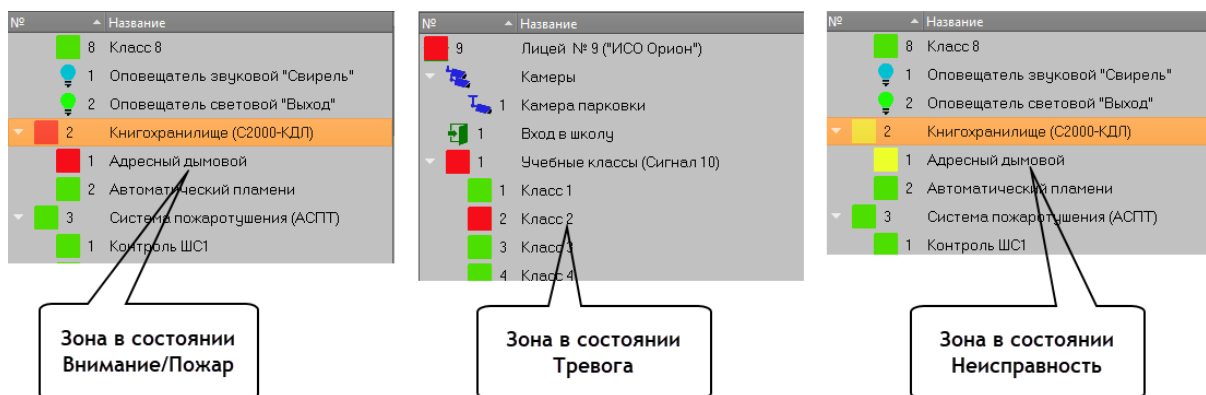 № Название
8 Класс 8
1 Оповещатель звуковой "Свирель"
2 Оповещатель световой "Выход"
2 Книгохранилище (С2000-КДЛ)
1 Адресный дымовой
2 Автоматический пламени
3 Система пожаротушения (АСПТ)
1 Контроль ШС1
Зона в состоянии
Внимание/Пожар
№ Название
9 Лицей № 9 ("ИСО Орион")
Камеры
1 Камера парковки
1 Вход в школу
1 Учебные классы (Сигнал 10)
1 Класс 1
2 Класс 2
3 Класс 3
4 Класс 4
Зона в состоянии
Тревога
№ Название
8 Класс 8
1 Оповещатель звуковой "Свирель"
2 Оповещатель световой "Выход"
2 Книгохранилище (С2000-КДЛ)
1 Адресный дымовой
2 Автоматический пламени
3 Система пожаротушения (АСПТ)
1 Контроль ШС1
Зона в состоянии
Неисправность